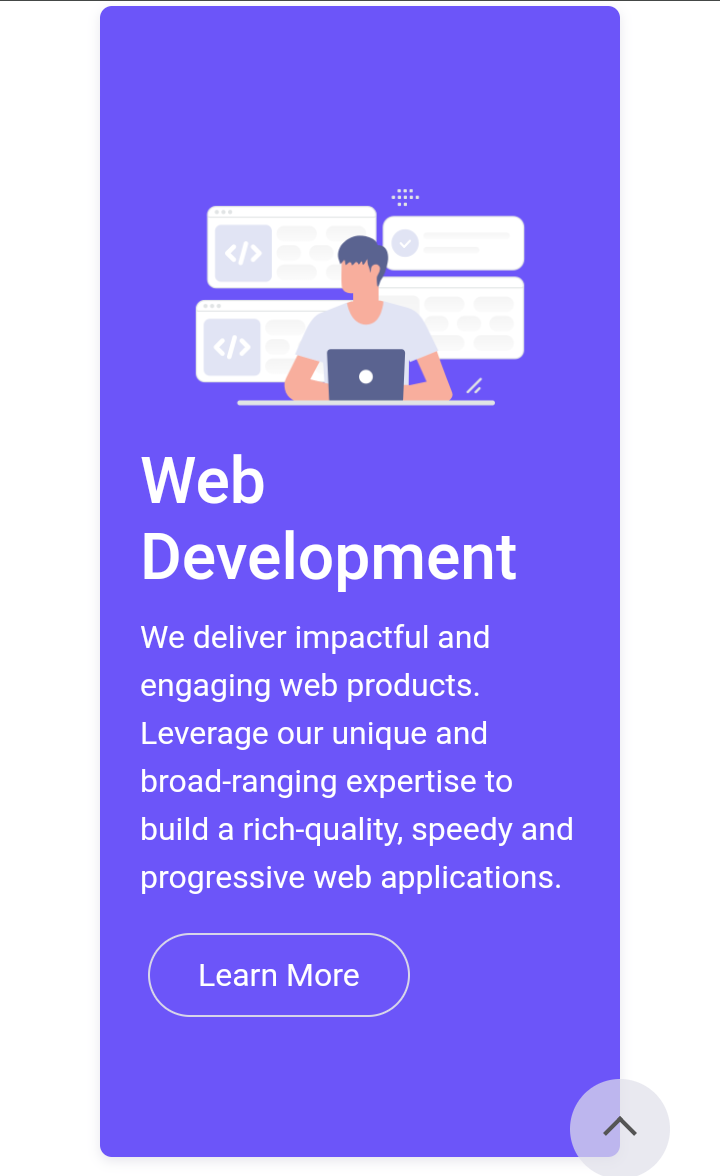 </>
</>
Web
Development
We deliver impactful and
engaging web products.
Leverage our unique and
broad-ranging expertise to
build a rich-quality, speedy and
progressive web applications.
Learn More